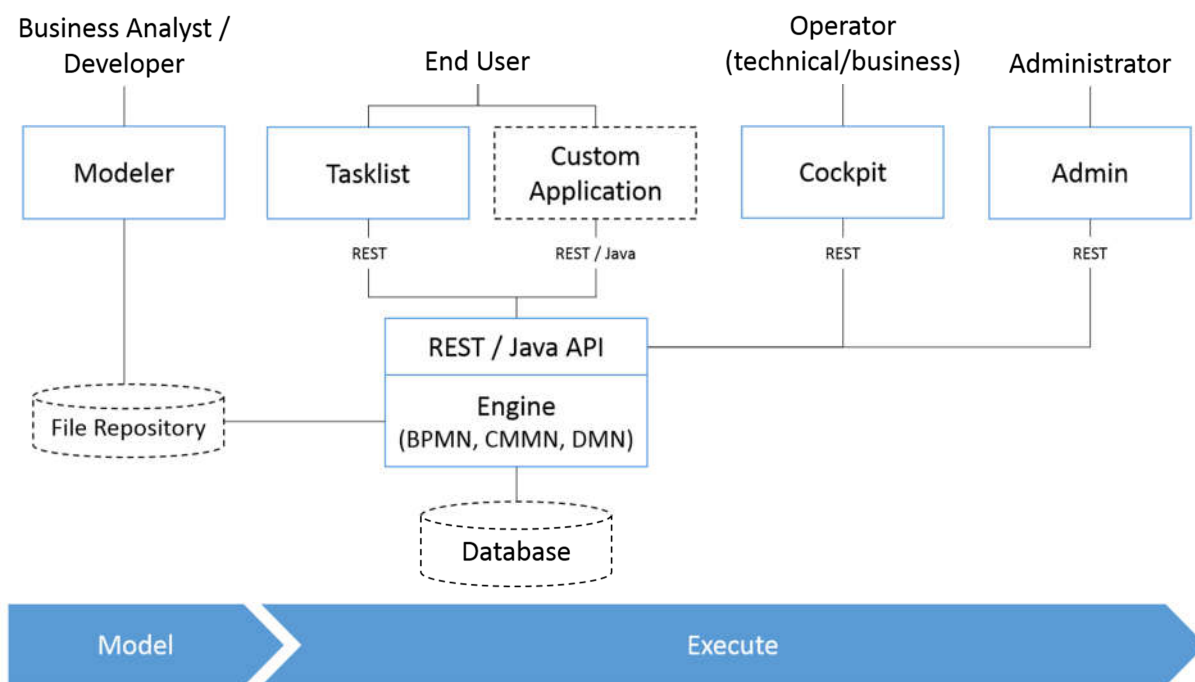 Business Analyst /
Developer
End User
Operator
(technical/business)
Administrator
Modeler
Tasklist
Custom
Application
Cockpit
Admin
REST
REST / Java
REST
REST
REST / Java API
Engine
(BPMN, CMMN, DMN)
File Repository
Database
Model
Execute